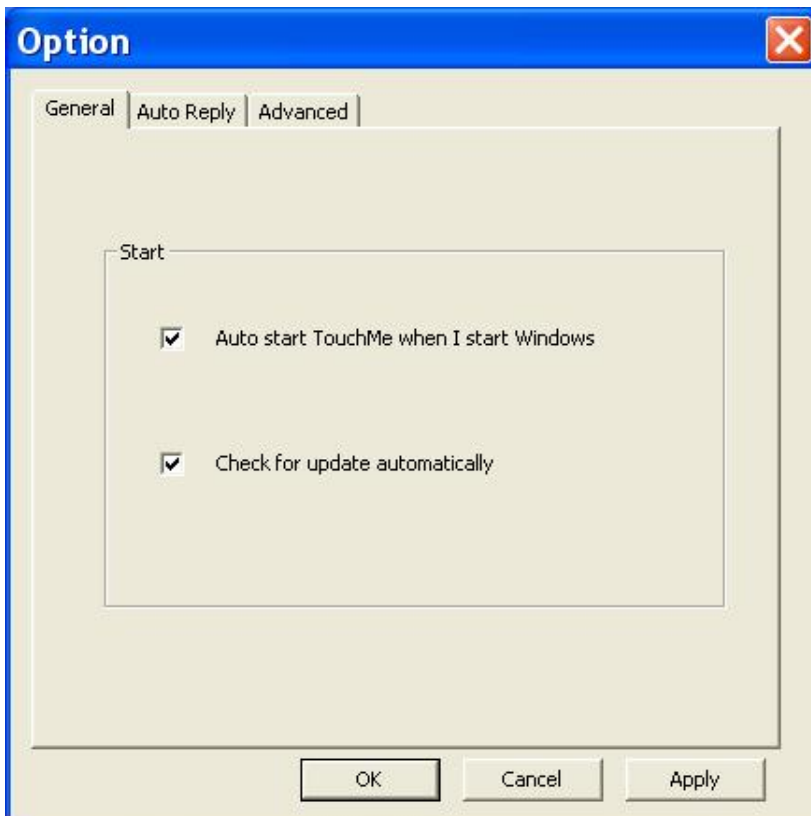 Option
General Auto Reply Advanced
Start
Auto start TouchMe when I start Windows
Check for update automatically
OK Cancel Apply